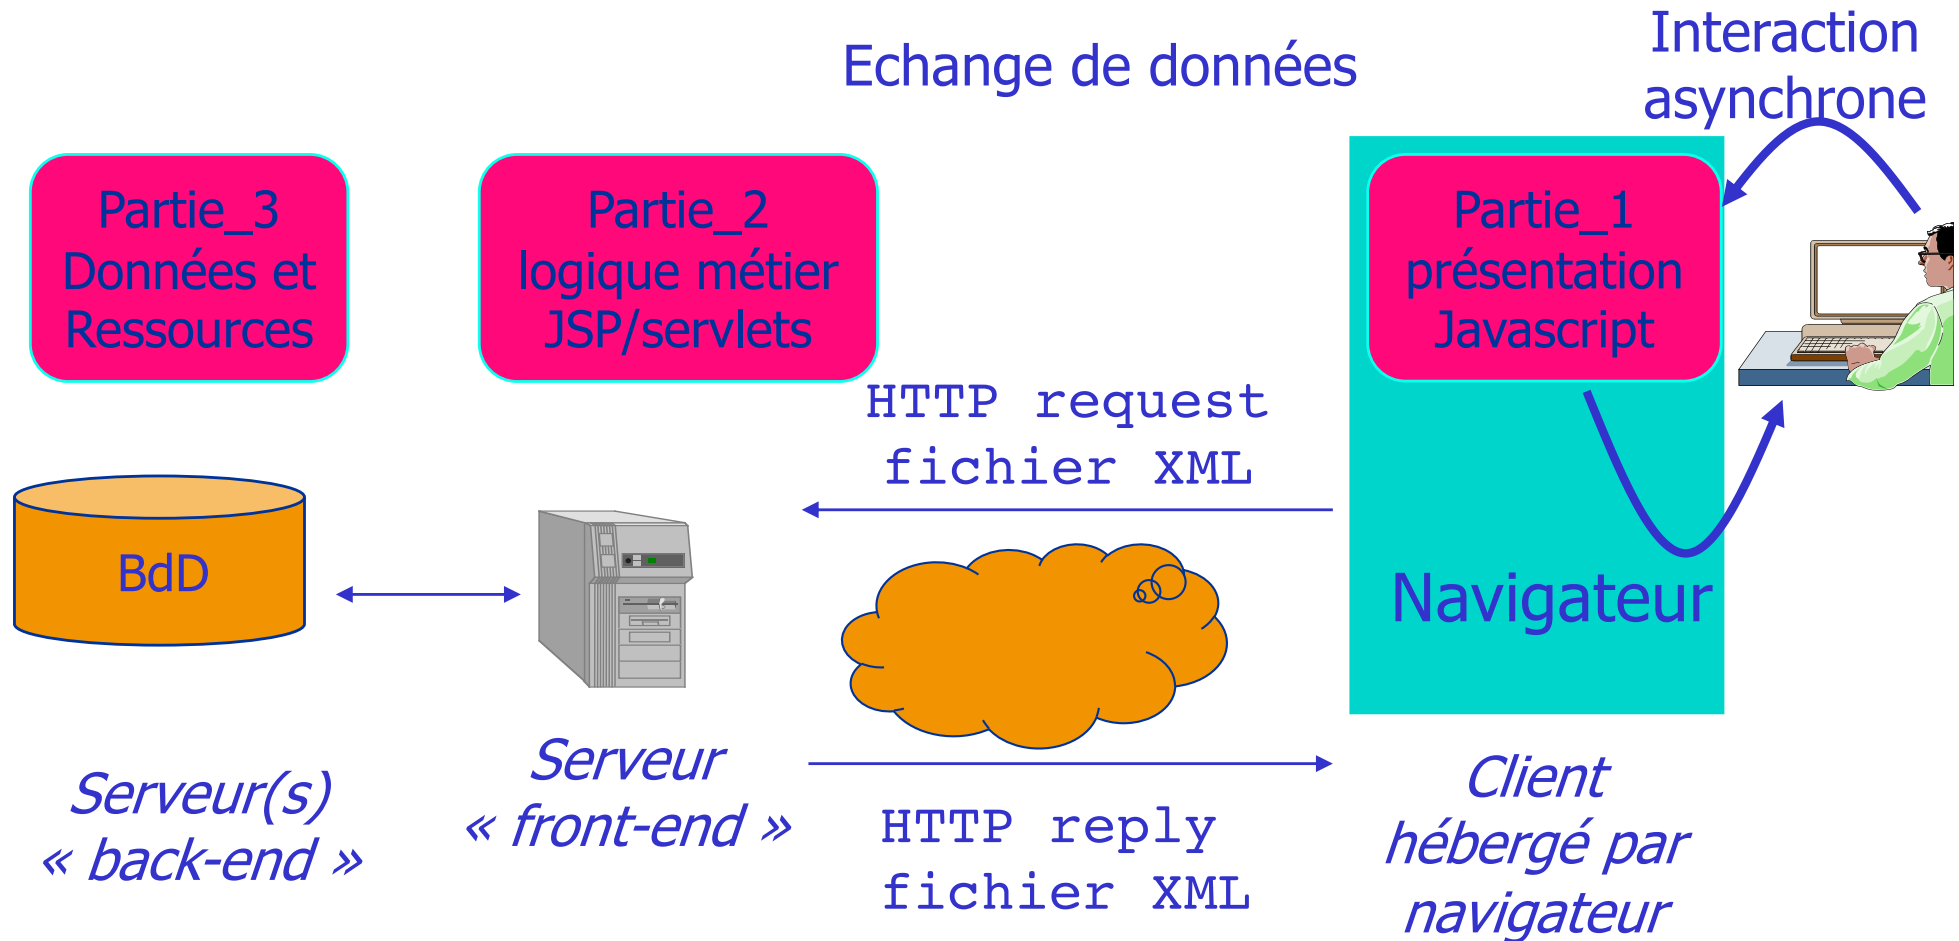 Echange de données
Interaction
asynchrone
Partie_3
Données et
Ressources
Partie_2
logique métier
JSP/servlets
Partie_1
présentation
Javascript
HTTP request
fichier XML
BdD
Navigateur
Serveur(s)
« back-end »
Serveur
« front-end »
HTTP reply
fichier XML
Client
hébergé par
navigateur